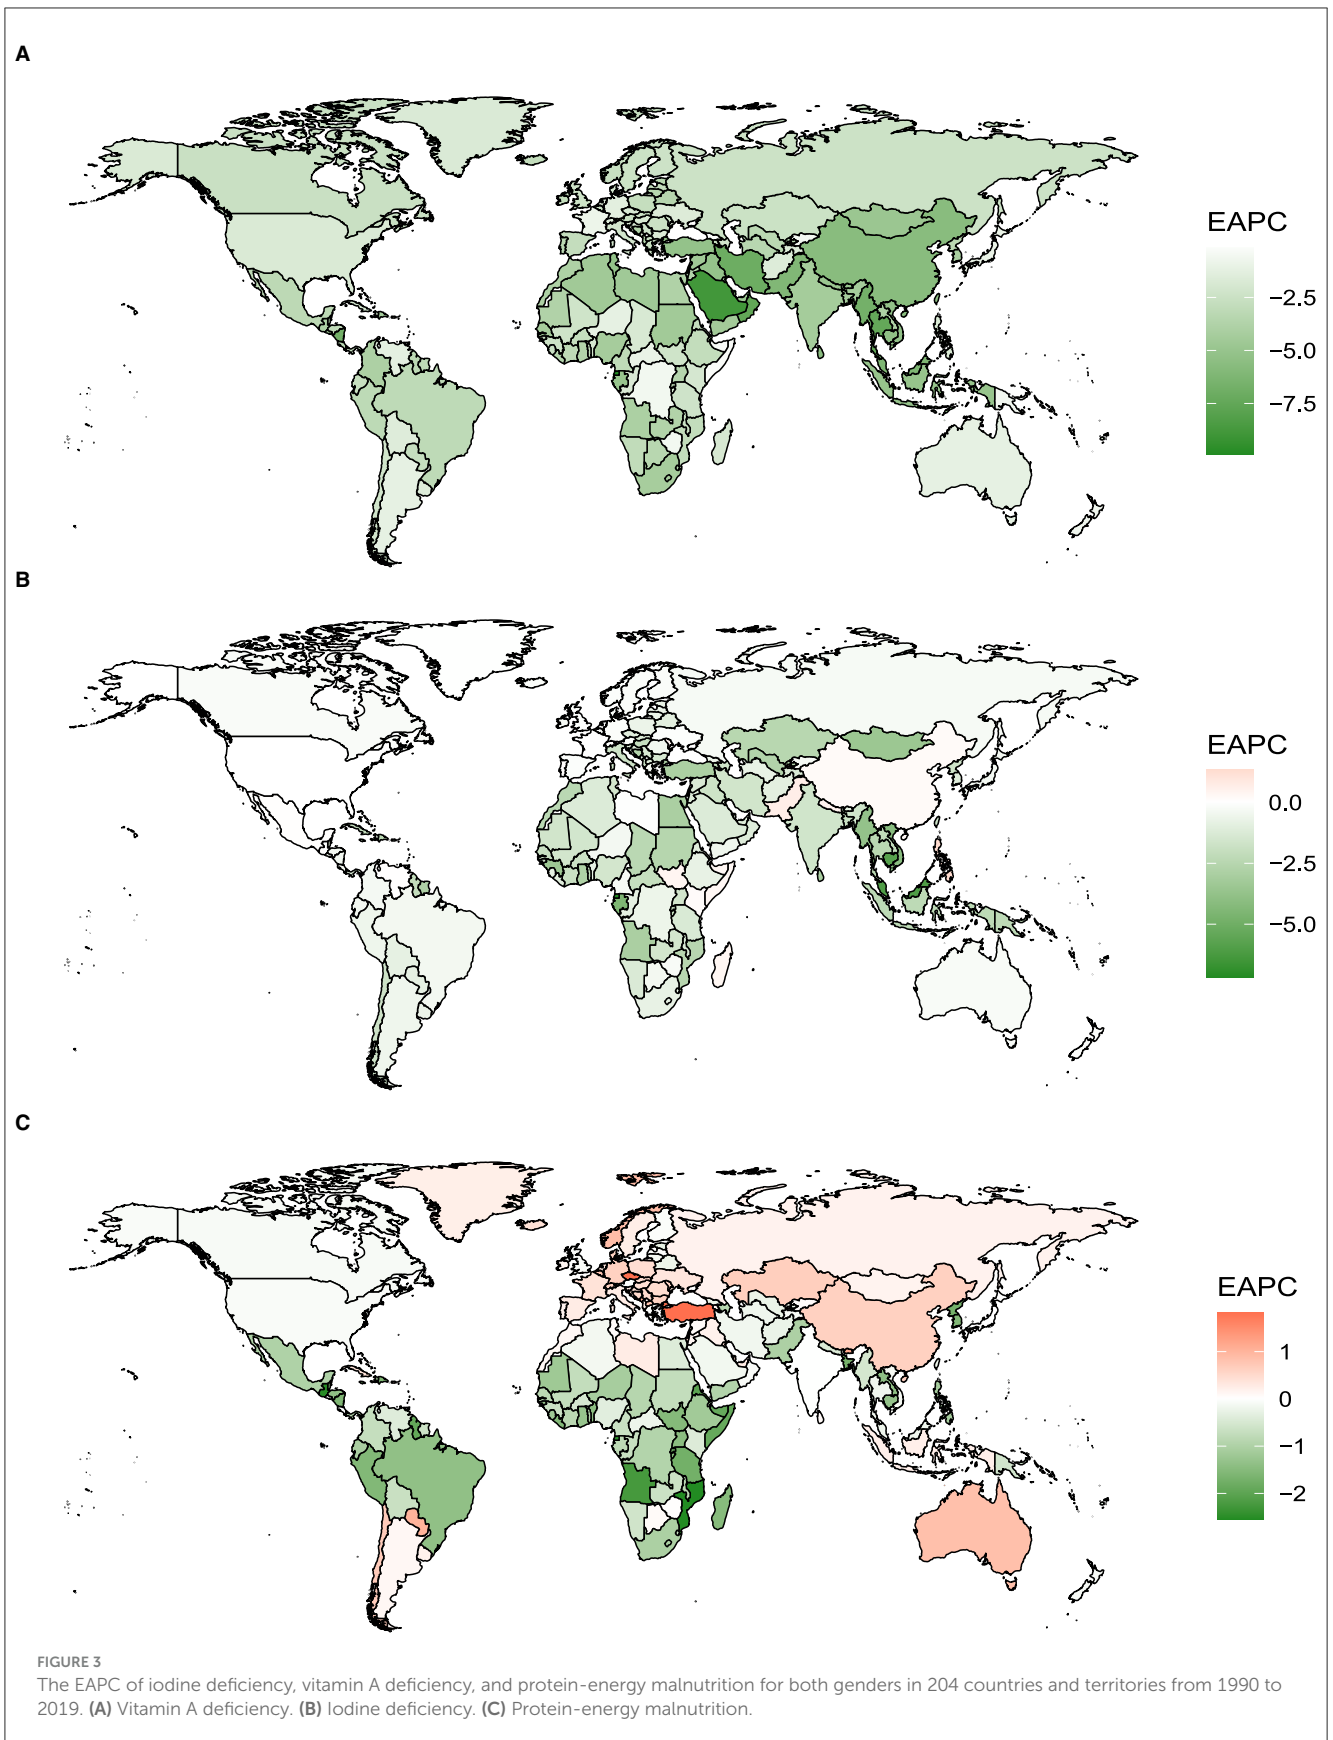 A
EAPC
−2.5
−5.0
−7.5
B
EAPC
0.0
−2.5
−5.0
C
EAPC
1
0
−1
−2
FIGURE 3
The EAPC of iodine deficiency, vitamin A deficiency, and protein-energy malnutrition for both genders in 204 countries and territories from 1990 to
2019. (A) Vitamin A deficiency. (B) Iodine deficiency. (C) Protein-energy malnutrition.